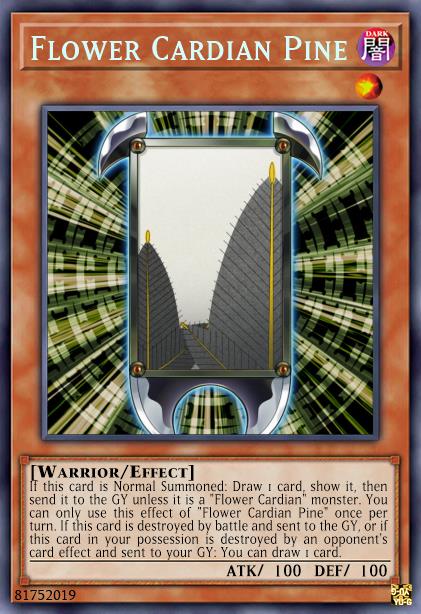 FLOWER CARDIAN PINE
DARK
闇
[WARRIOR/EFFECT]
If this card is Normal Summoned: Draw 1 card, show it, then
send it to the GY unless it is a "Flower Cardian" monster. You
can only use this effect of "Flower Cardian Pine" once per
turn. If this card is destroyed by battle and sent to the GY, or if
this card in your possession is destroyed by an opponent's
card effect and sent to your GY: You can draw 1 card.
ATK/ 100 DEF/ 100
81752019